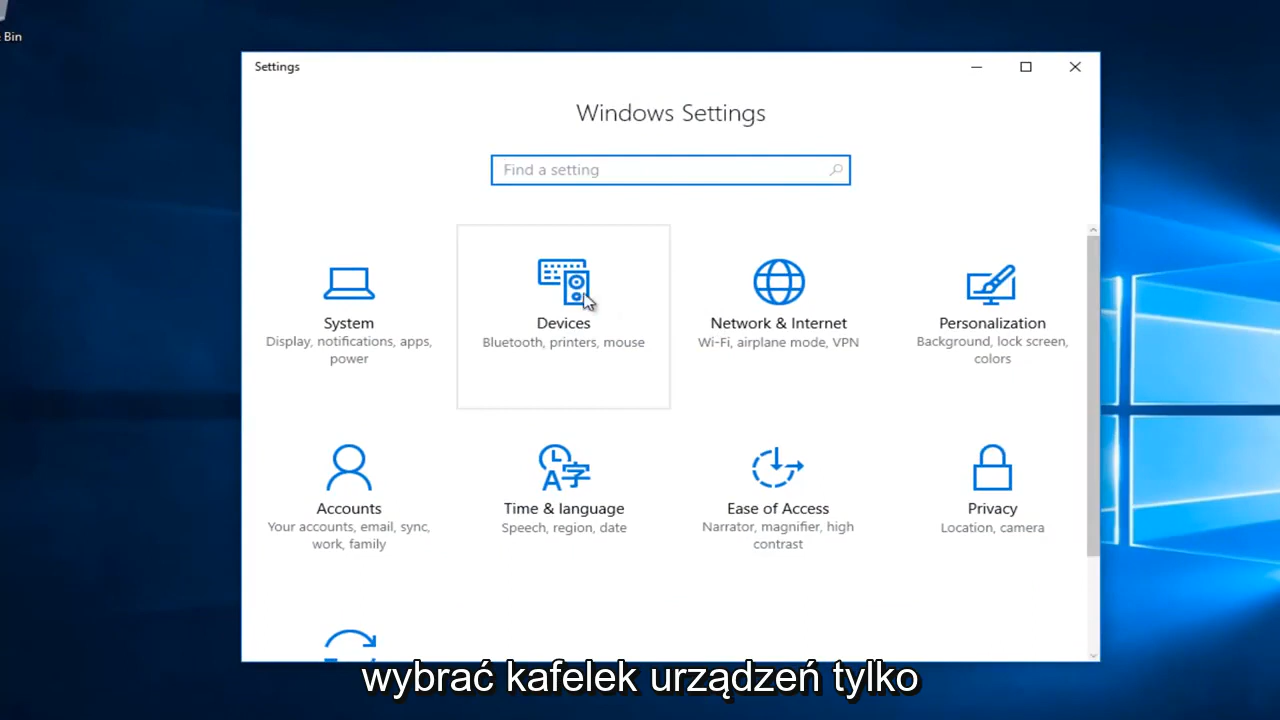 Bin
Settings
Windows Settings
Find a setting
System
Display, notifications, apps,
power
Devices
Bluetooth, printers, mouse
Network & Internet
Wi-Fi, airplane mode, VPN
Personalization
Background, lock screen,
colors
Accounts
Your accounts, email, sync,
work, family
Time & language
Speech, region, date
Ease of Access
Narrator, magnifier, high
contrast
Privacy
Location, camera
wybrać kafelek urządzeń tylko